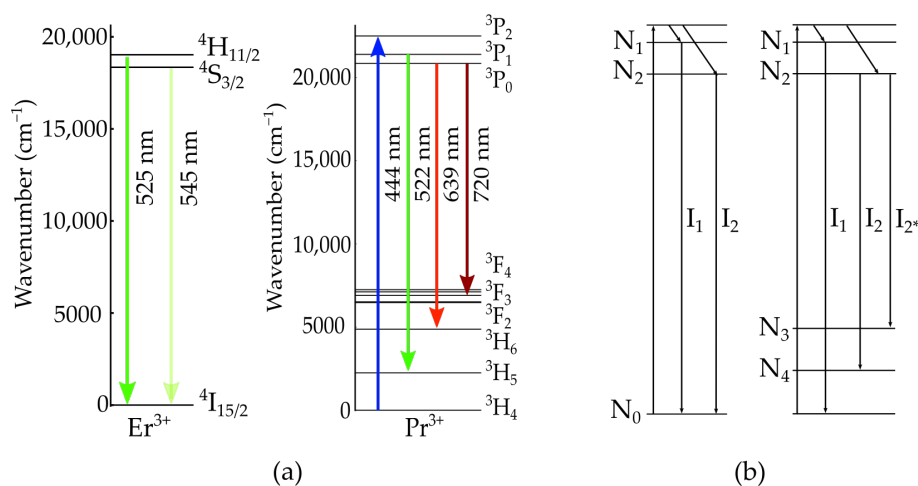 20,000
15,000
10,000
5000
0
Wavenumber (cm⁻¹)
⁴H₁₁/₂
⁴S₃/₂
525 nm
545 nm
⁴I₁₅/₂
Er³⁺
20,000
15,000
10,000
5000
0
Wavenumber (cm⁻¹)
³P₂
³P₁
³P₀
444 nm
522 nm
639 nm
720 nm
³F₄
³F₃
³F₂
³H₆
³H₅
³H₄
Pr³⁺
(a)
N₁
N₂
I₁
I₂
N₀
N₁
N₂
I₁
I₂
I₂*
N₃
N₄
(b)